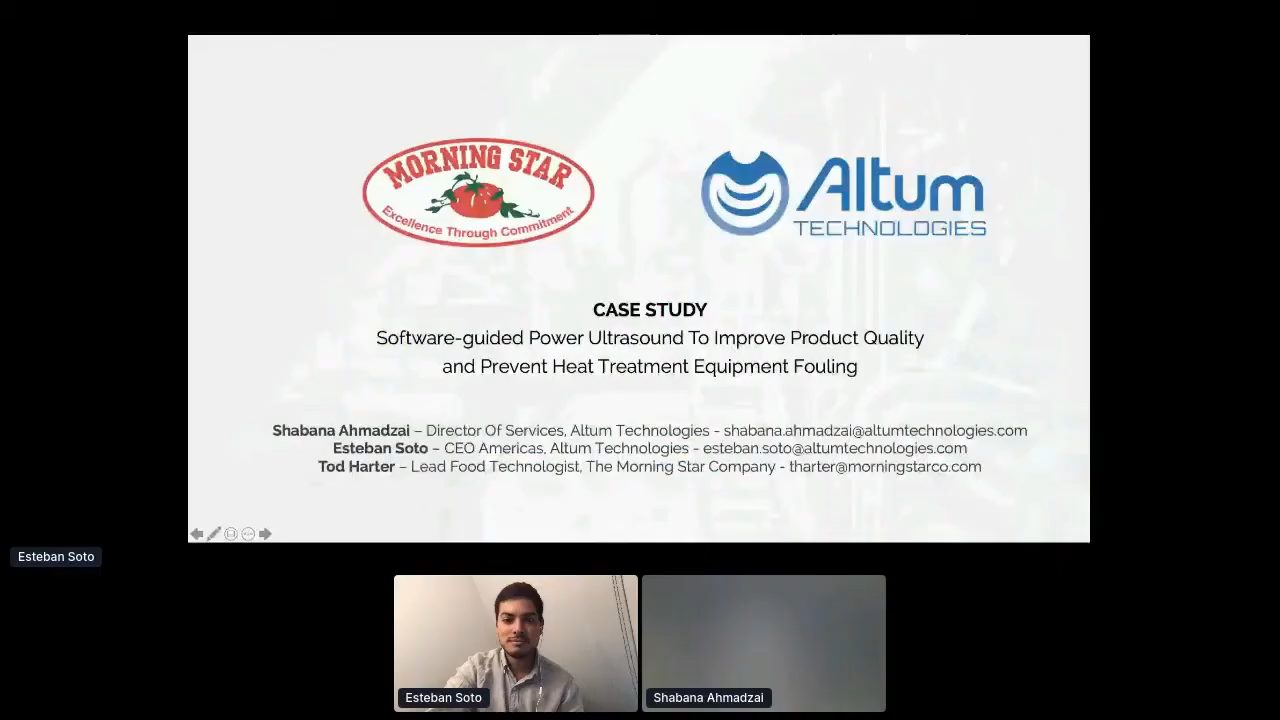 MORNING STAR
Excellence Through Commitment
Altum
TECHNOLOGIES
CASE STUDY
Software-guided Power Ultrasound To Improve Product Quality
and Prevent Heat Treatment Equipment Fouling
Shabana Ahmadzai – Director Of Services, Altum Technologies - shabana.ahmadzai@altumtechnologies.com
Esteban Soto – CEO Americas, Altum Technologies - esteban.soto@altumtechnologies.com
Tod Harter – Lead Food Technologist, The Morning Star Company - tharter@morningstarco.com
Esteban Soto
Esteban Soto
Shabana Ahmadzai